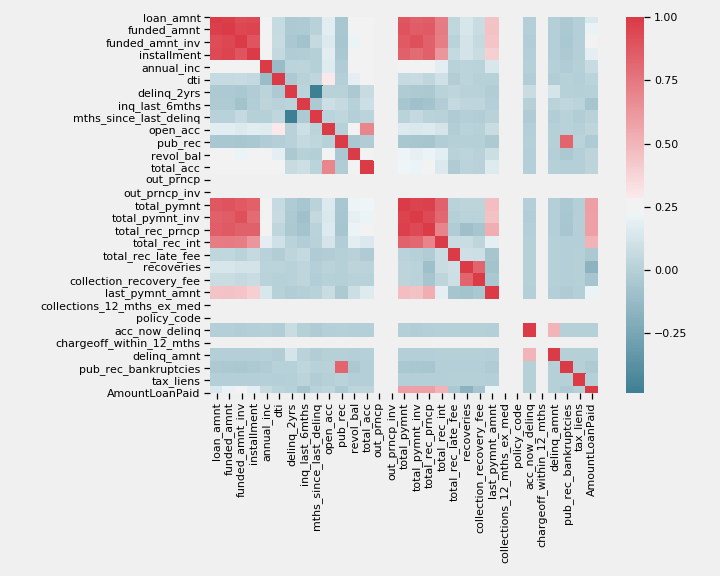 loan_amnt
funded_amnt
funded_amnt_inv
installment
annual_inc
dti
delinq_2yrs
inq_last_6mths
mths_since_last_delinq
open_acc
pub_rec
revol_bal
total_acc
out_prncp
out_prncp_inv
total_pymnt
total_pymnt_inv
total_rec_prncp
total_rec_int
total_rec_late_fee
recoveries
collection_recovery_fee
last_pymnt_amnt
collections_12_mths_ex_med
policy_code
acc_now_delinq
chargeoff_within_12_mths
delinq_amnt
pub_rec_bankruptcies
tax_liens
AmountLoanPaid
loan_amnt
funded_amnt
funded_amnt_inv
installment
annual_inc
dti
delinq_2yrs
inq_last_6mths
mths_since_last_delinq
open_acc
pub_rec
revol_bal
total_acc
out_prncp
out_prncp_inv
total_pymnt
total_pymnt_inv
total_rec_prncp
total_rec_int
total_rec_late_fee
recoveries
collection_recovery_fee
last_pymnt_amnt
collections_12_mths_ex_med
policy_code
acc_now_delinq
chargeoff_within_12_mths
delinq_amnt
pub_rec_bankruptcies
tax_liens
AmountLoanPaid
1.00
0.75
0.50
0.25
0.00
−0.25